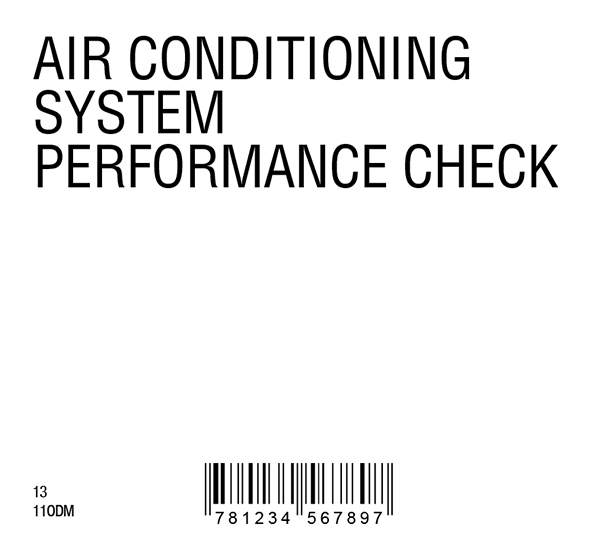 AIR CONDITIONING
SYSTEM
PERFORMANCE CHECK
13
110DM
781234 567897